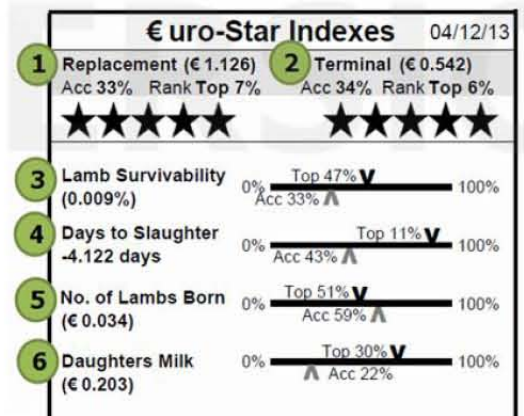 €uro-Star Indexes 04/12/13
1 Replacement (€ 1.126) 2 Terminal (€ 0.542)
Acc 33% Rank Top 7% Acc 34% Rank Top 6%
3 Lamb Survivability 0% Top 47% 100%
(0.009%) Acc 33%
4 Days to Slaughter 0% Top 11% 100%
-4.122 days Acc 43%
5 No. of Lambs Born 0% Top 51% 100%
(€ 0.034) Acc 59%
6 Daughters Milk 0% Top 30% 100%
(€ 0.203) Acc 22%